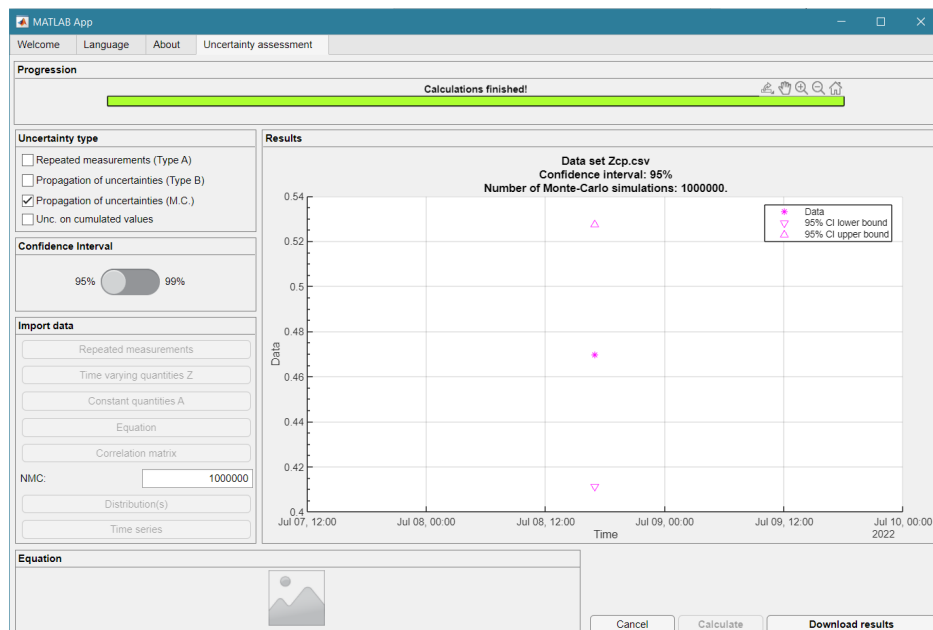 MATLAB App
Welcome Language About Uncertainty assessment
Progression
Calculations finished!
Uncertainty type
Repeated measurements (Type A)
Propagation of uncertainties (Type B)
Propagation of uncertainties (M.C.)
Unc. on cumulated values
Confidence Interval
95% 99%
Import data
Repeated measurements
Time varying quantities Z
Constant quantities A
Equation
Correlation matrix
NMC: 1000000
Distribution(s)
Time series
Results
Data set Zcp.csv
Confidence interval: 95%
Number of Monte-Carlo simulations: 1000000.
Data
95% CI lower bound
95% CI upper bound
0.54
0.52
0.5
0.48
0.46
0.44
0.42
0.4
Data
Jul 07, 12:00 Jul 08, 00:00 Jul 08, 12:00 Jul 09, 00:00 Jul 09, 12:00 Jul 10, 00:00
Time 2022
Equation
Cancel Calculate Download results